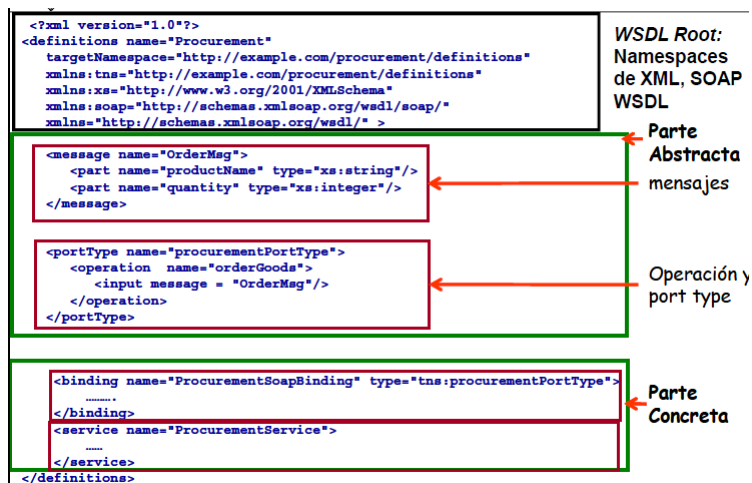 <?xml version="1.0"?>
<definitions name="Procurement"
targetNamespace="http://example.com/procurement/definitions"
xmlns:tns="http://example.com/procurement/definitions"
xmlns:xs="http://www.w3.org/2001/XMLSchema"
xmlns:soap="http://schemas.xmlsoap.org/wsdl/soap/"
xmlns="http://schemas.xmlsoap.org/wsdl/" >
WSDL Root:
Namespaces
de XML, SOAP
WSDL
Parte
Abstracta
<message name="OrderMsg">
<part name="productName" type="xs:string"/>
<part name="quantity" type="xs:integer"/>
</message>
mensajes
<portType name="procurementPortType">
<operation name="orderGoods">
<input message = "OrderMsg"/>
</operation>
</portType>
Operación y
port type
<binding name="ProcurementSoapBinding" type="tns:procurementPortType">
……….
</binding>
<service name="ProcurementService">
……
</service>
</definitions>
Parte
Concreta